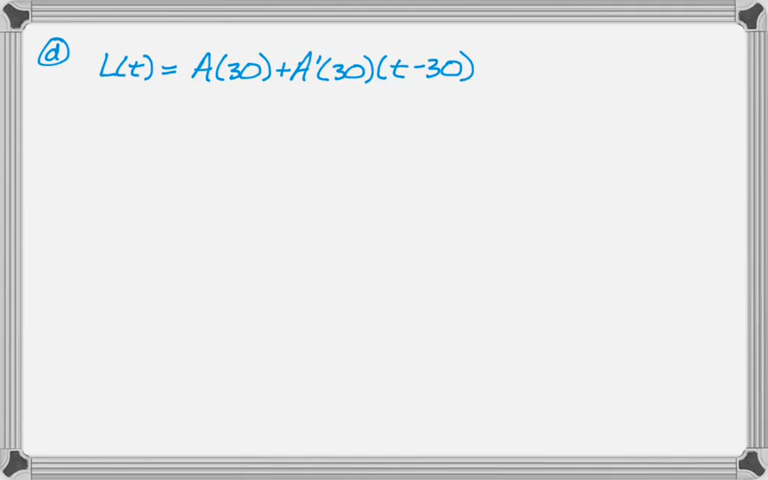 ⓓ L(t) = A(30)+A'(30)(t-30)